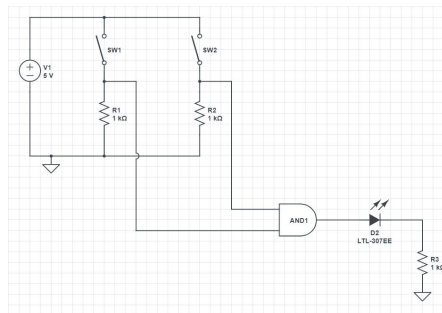 SW1
SW2
V1
5 V
R1
1 kΩ
R2
1 kΩ
AND1
D2
LTL-307EE
R3
1 kΩ